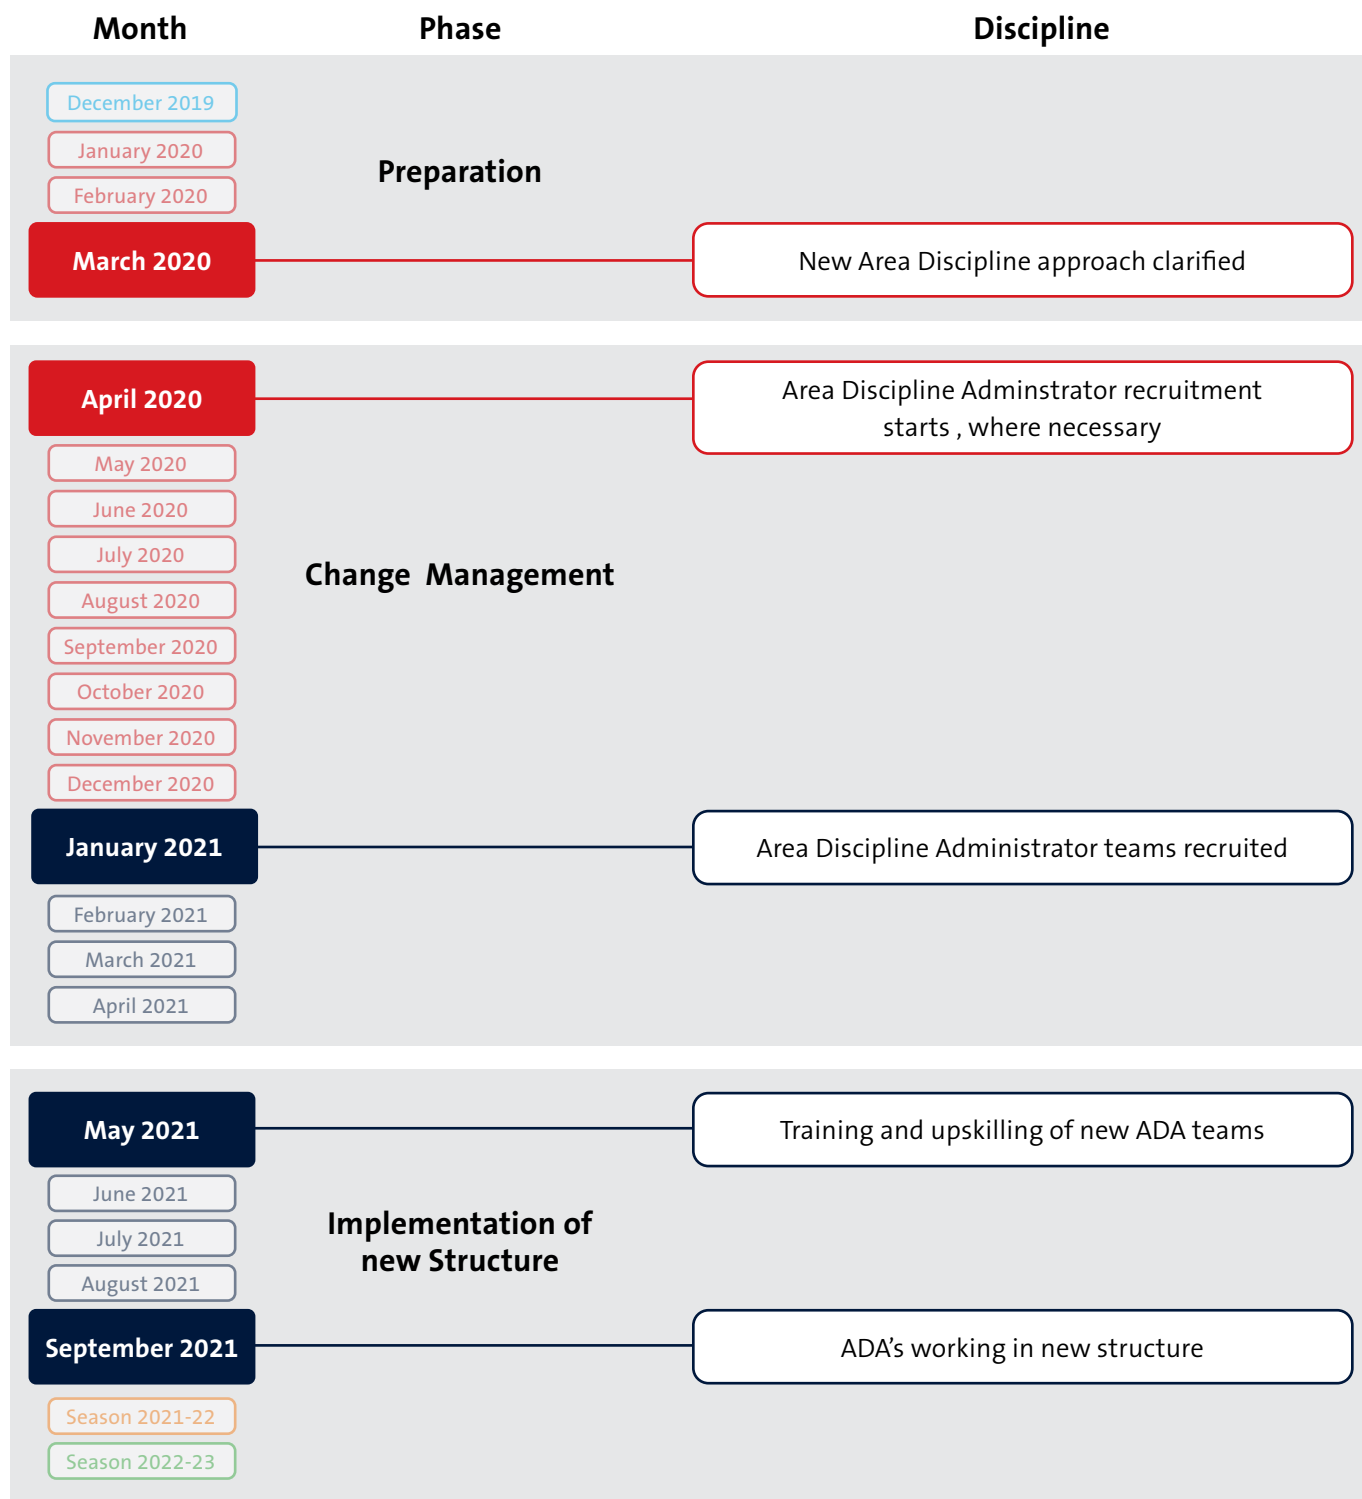 Month Phase Discipline
December 2019
January 2020
Preparation
February 2020
March 2020
New Area Discipline approach clarified
April 2020
Area Discipline Adminstrator recruitment
starts , where necessary
May 2020
June 2020
July 2020
Change Management
August 2020
September 2020
October 2020
November 2020
December 2020
January 2021
Area Discipline Administrator teams recruited
February 2021
March 2021
April 2021
May 2021
Training and upskilling of new ADA teams
June 2021
July 2021
Implementation of
new Structure
August 2021
September 2021
ADA's working in new structure
Season 2021-22
Season 2022-23